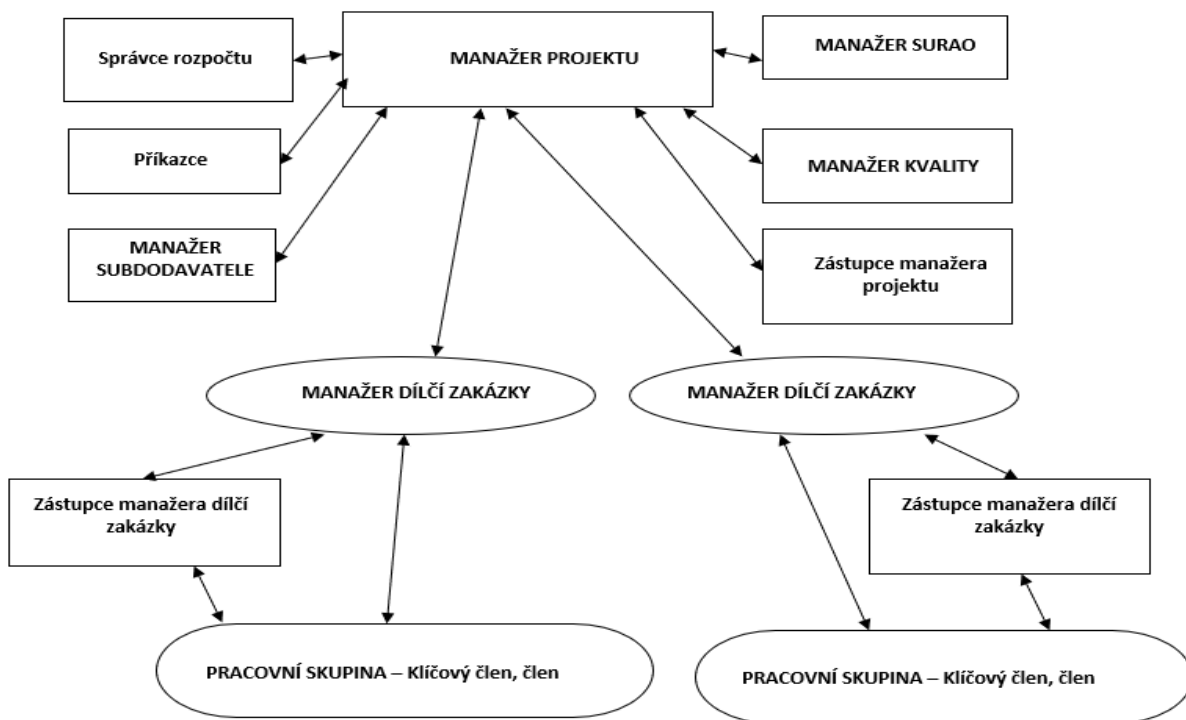 Správce rozpočtu
MANAŽER PROJEKTU
MANAŽER SURAO
Příkazce
MANAŽER KVALITY
MANAŽER
SUBDODAVATELE
Zástupce manažera
projektu
MANAŽER DÍLČÍ ZAKÁZKY
MANAŽER DÍLČÍ ZAKÁZKY
Zástupce manažera dílčí
zakázky
Zástupce manažera dílčí
zakázky
PRACOVNÍ SKUPINA – Klíčový člen, člen
PRACOVNÍ SKUPINA – Klíčový člen, člen